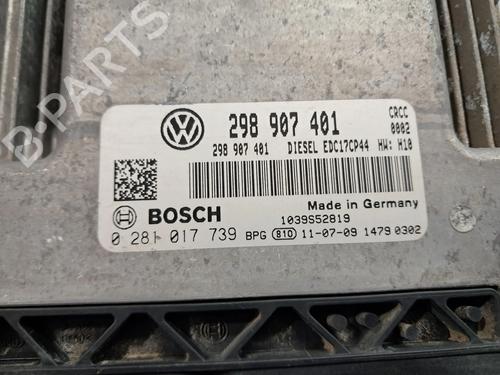 298 907 401
CRCC
0002
298 907 401 DIESEL EDC17CP44 HW: H10
Made in Germany
BOSCH
1039S52819
0 281 017 739 BPG 810 11-07-09 1479 0302